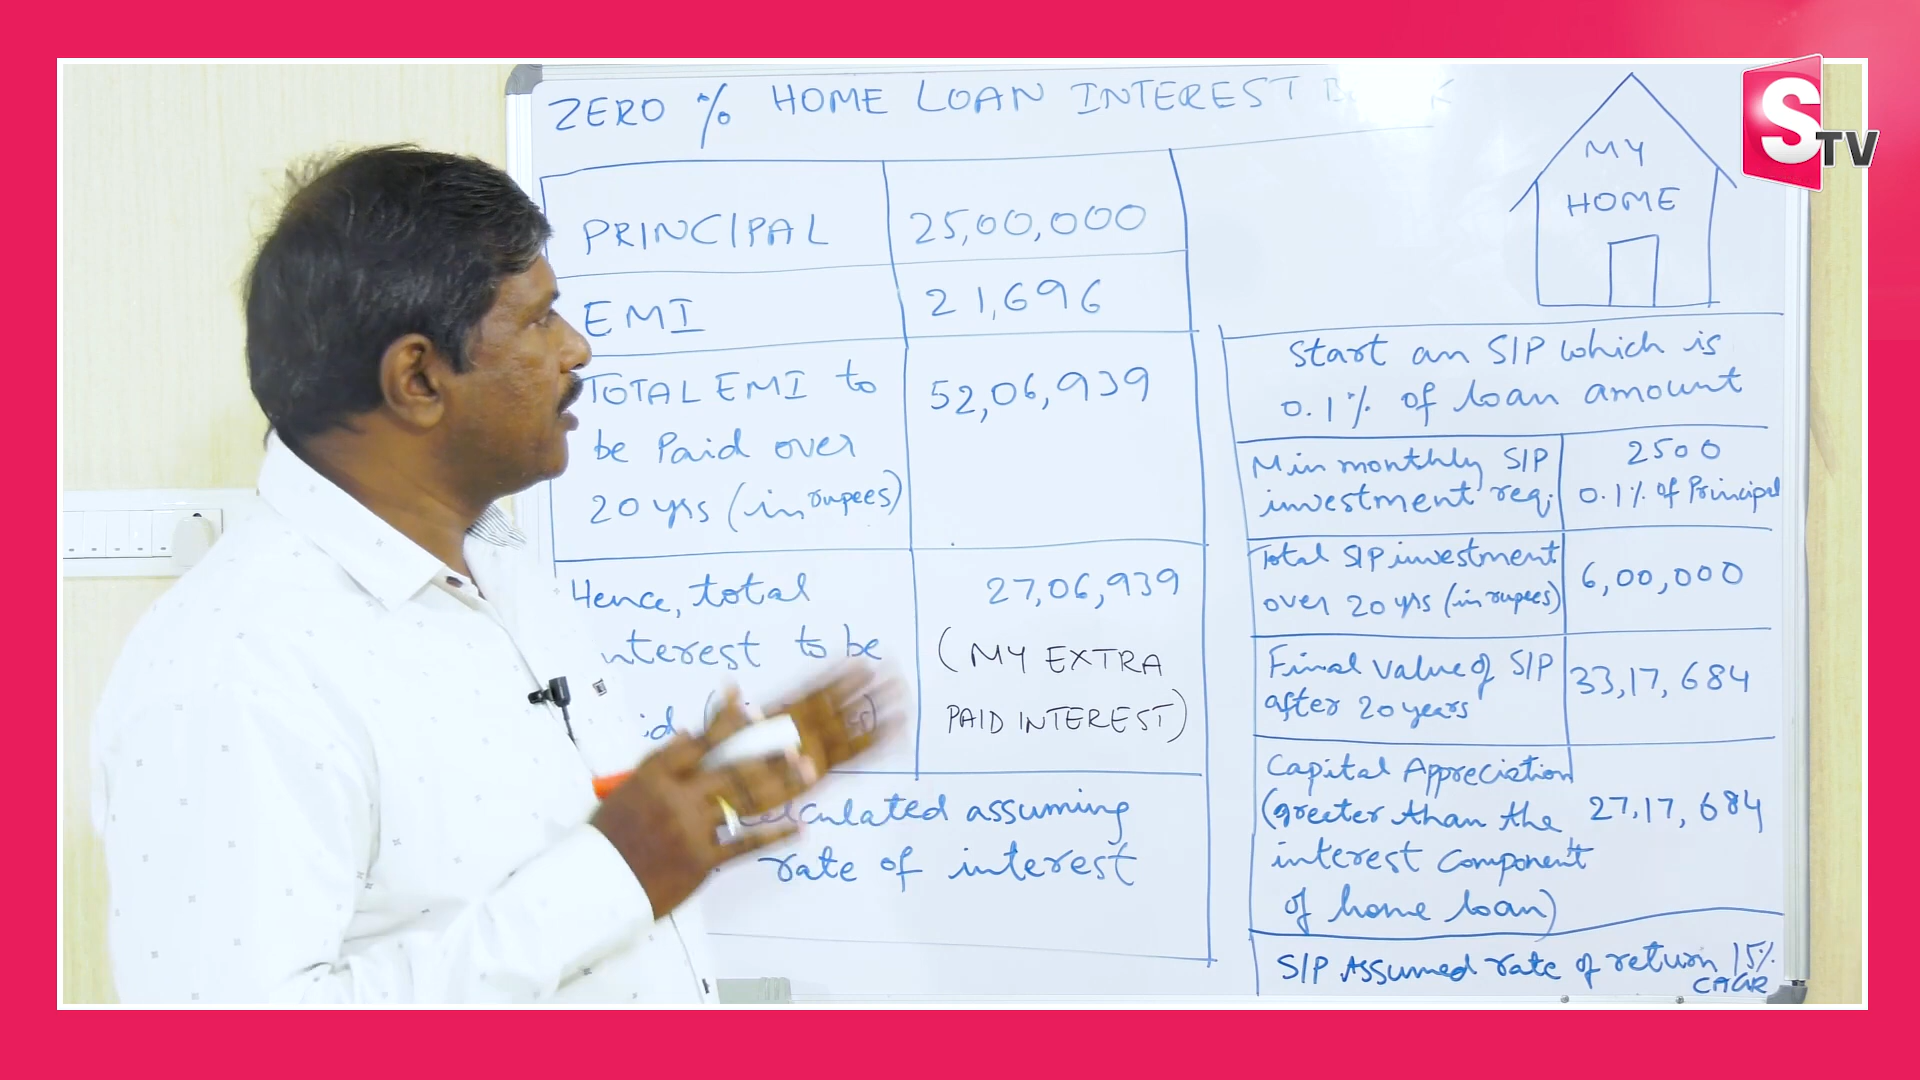 ZERO % HOME LOAN INTEREST
PRINCIPAL 25,00,000
EMI 21,696
TOTAL EMI to
be Paid over
20 yrs (in rupees)
52,06,939
Hence, total
interest to be
27,06,939
(MY EXTRA
PAID INTEREST)
calculated assuming
rate of interest
MY
HOME
STV
Start an SIP which is
0.1% of loan amount
Min monthly SIP
investment req.
2500
0.1% of Principal
Total SIP investment
over 20 yrs (in rupees)
6,00,000
Final value of SIP
after 20 years
33,17,684
Capital Appreciation
(greeter than the
interest component
of home loan)
27,17,684
SIP Assumed rate of return 15%
CAGR